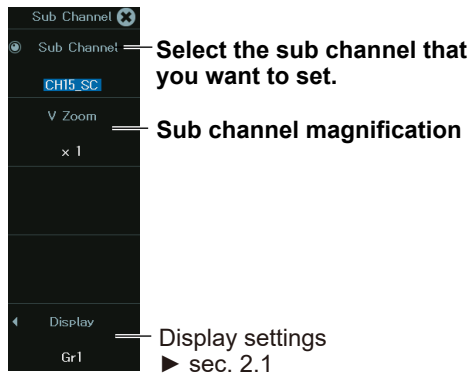 Sub Channel
Sub Channel
Select the sub channel that
you want to set.
CH15_SC
V Zoom
Sub channel magnification
× 1
Display
Display settings
Gr1
► sec. 2.1